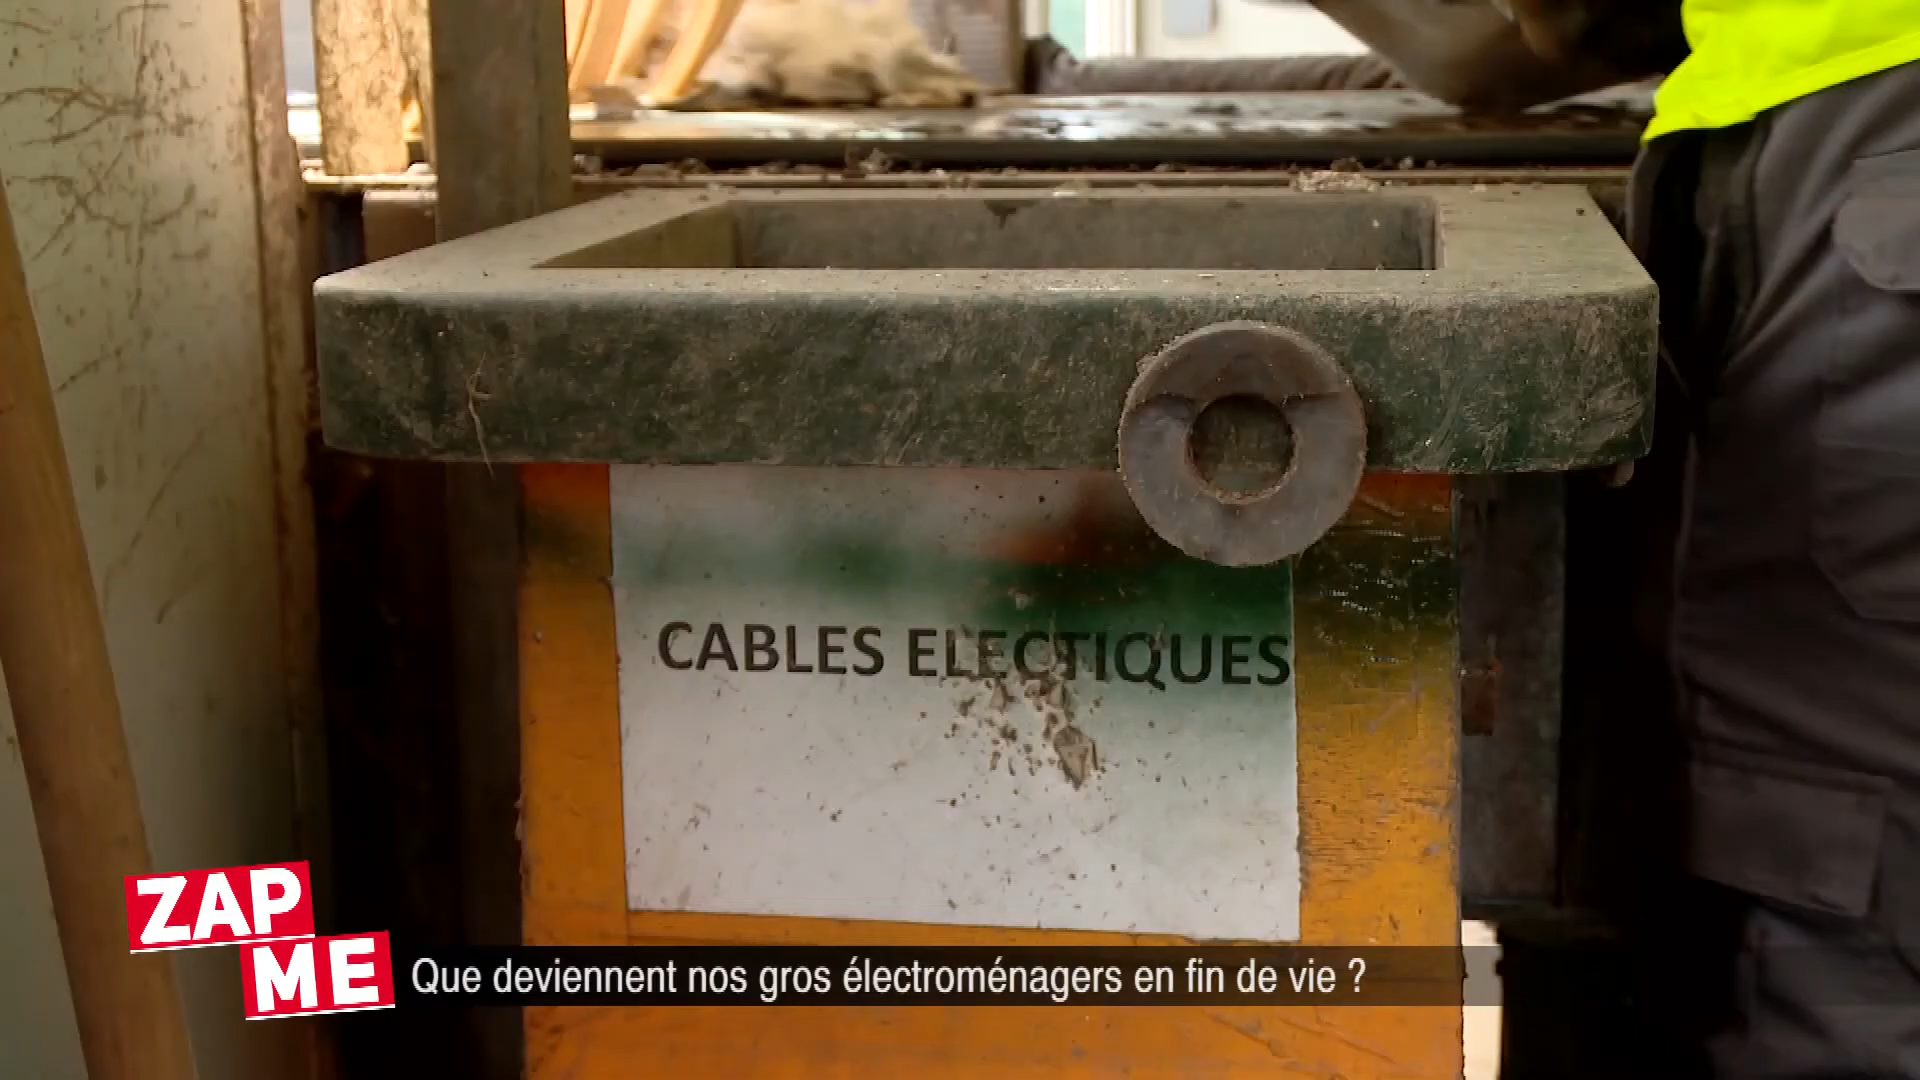 CABLES ELECTIQUES
ZAP
ME
Que deviennent nos gros électroménagers en fin de vie ?